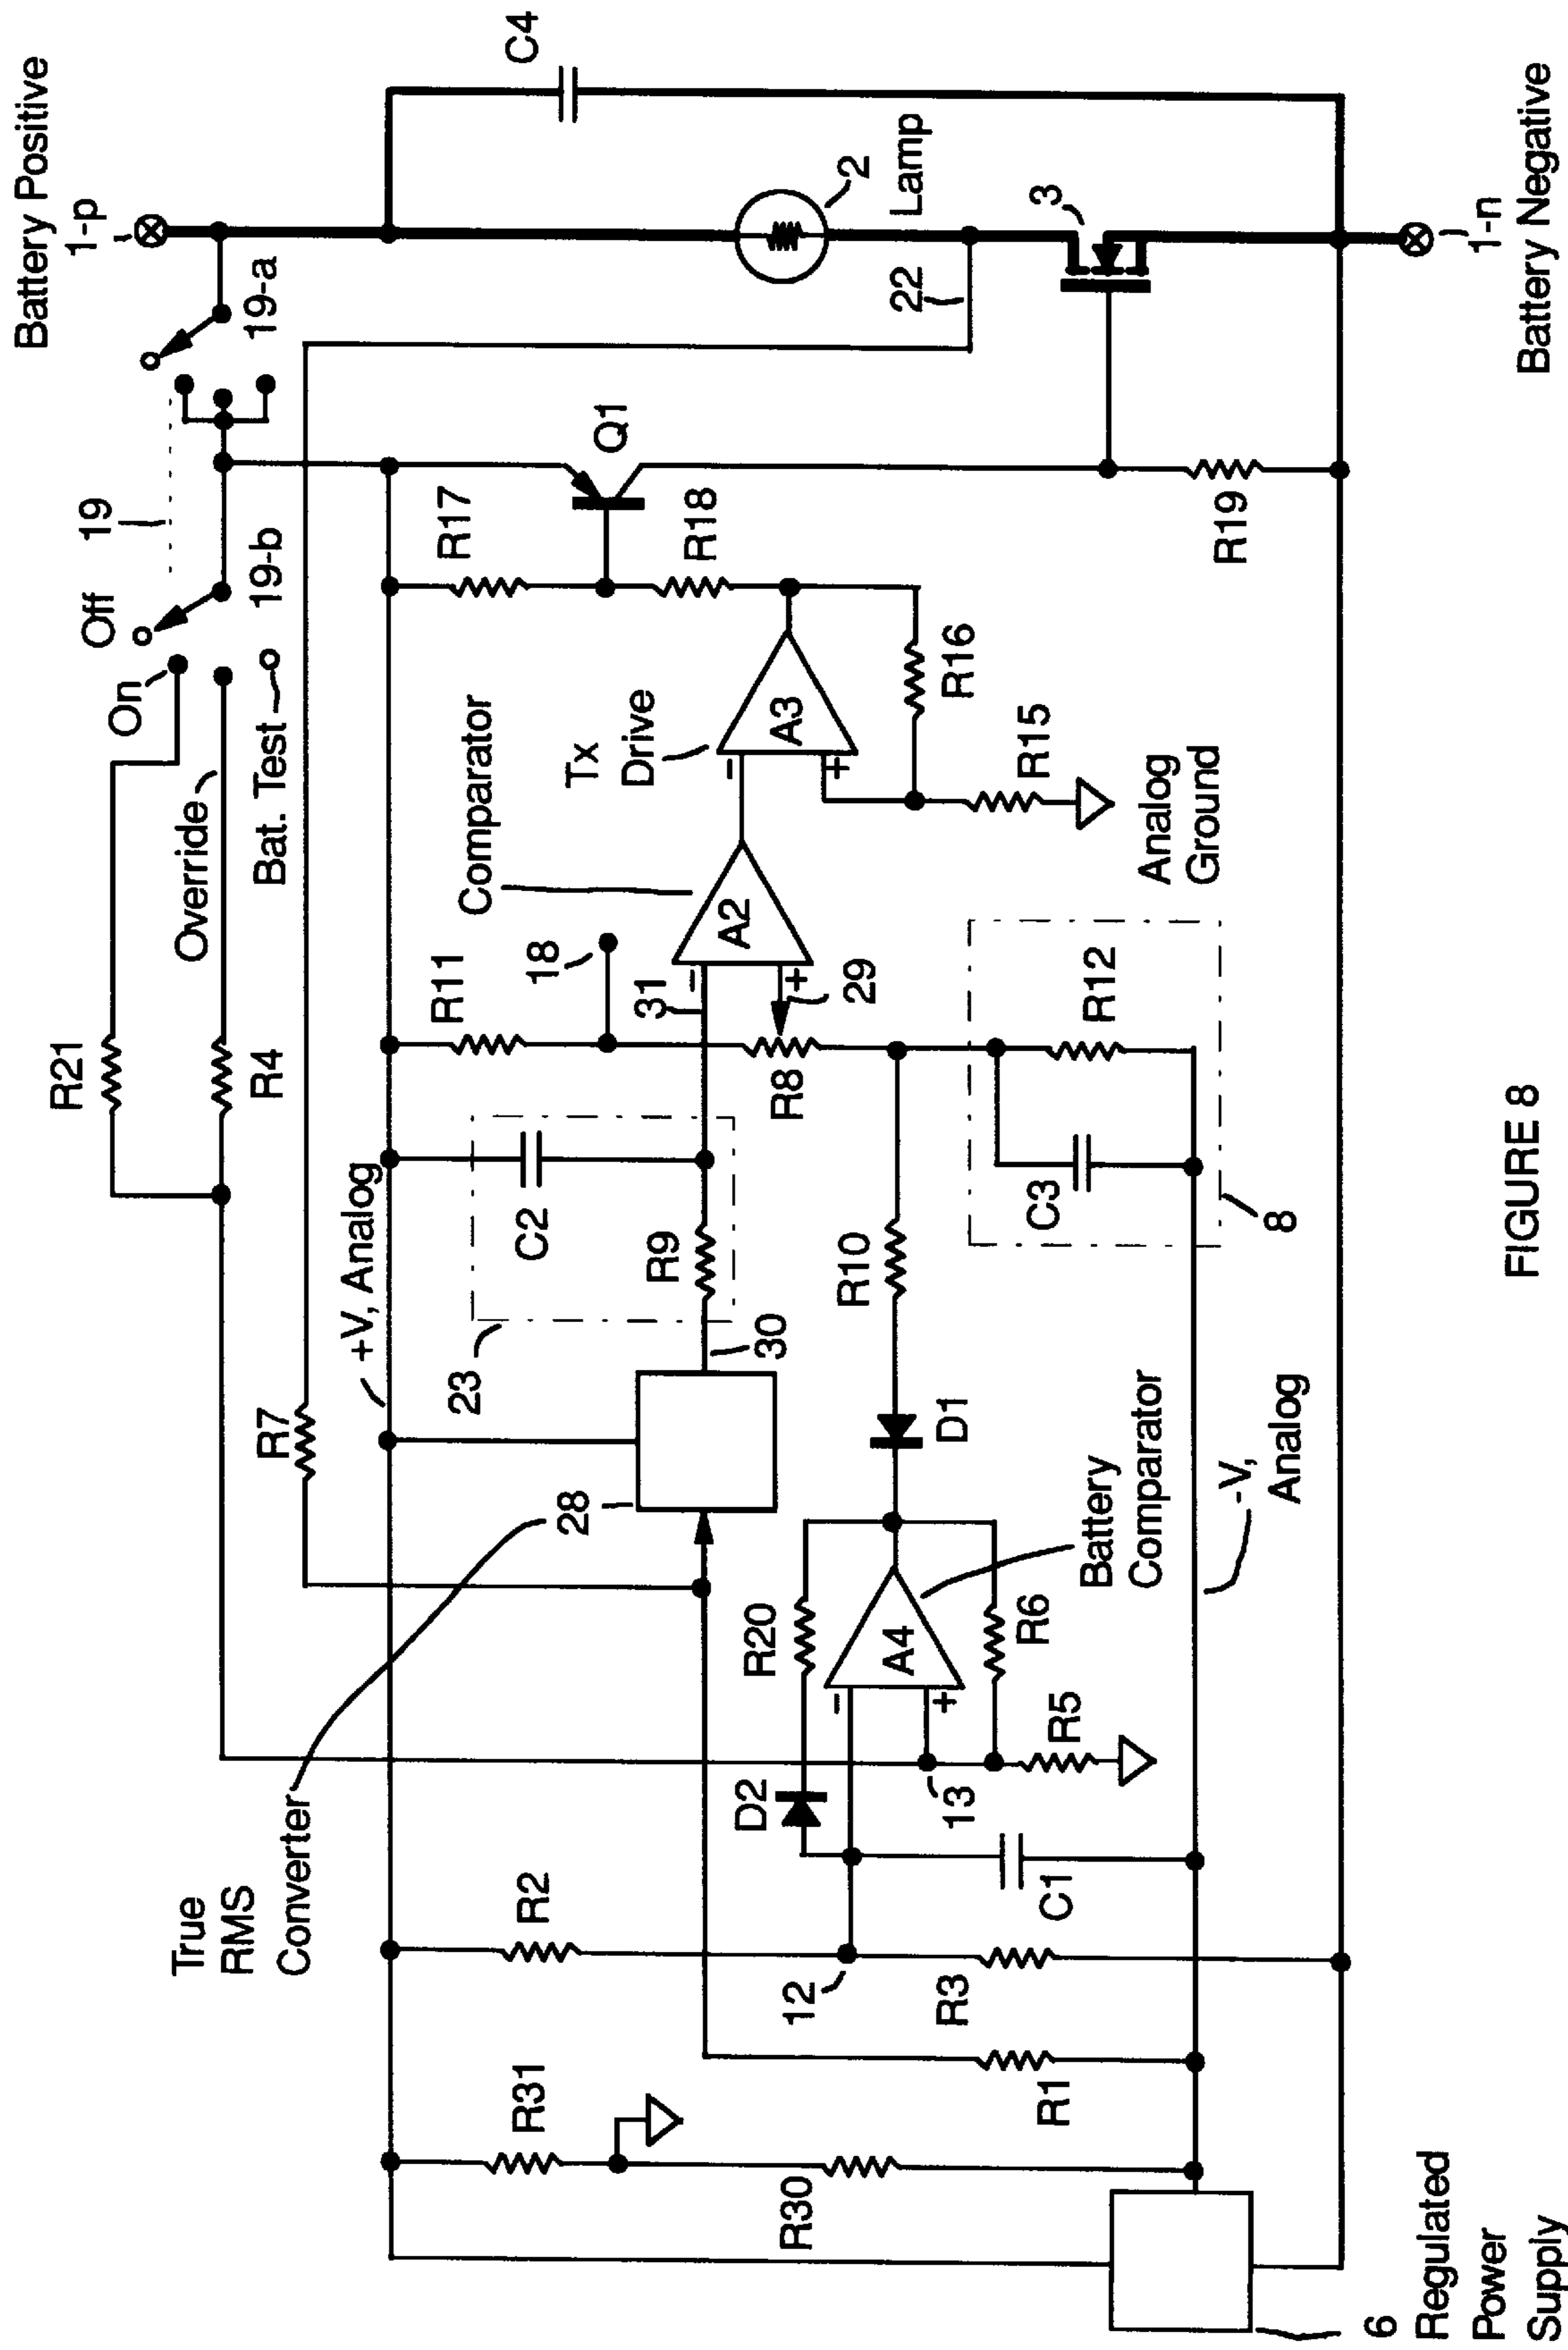 Battery Positive
1-p
C4
19-a
19
Off
19-b
On
Override
Bat. Test
R21
R4
R7
2
Lamp
22
3
1-n
Battery Negative
Q1
R17
R18
R19
Comparator
Tx
Drive
A3
R16
R15
Analog
Ground
R11
18
31
A2
29
R8
R12
+V, Analog
C2
R9
23
30
R10
C3
8
True
RMS
Converter
28
D1
Battery
Comparator
-V,
Analog
R20
A4
R6
D2
13
R5
R2
12
C1
R3
R31
R1
R30
6
Regulated
Power
Supply
−
+
−
+
−
+
FIGURE 8